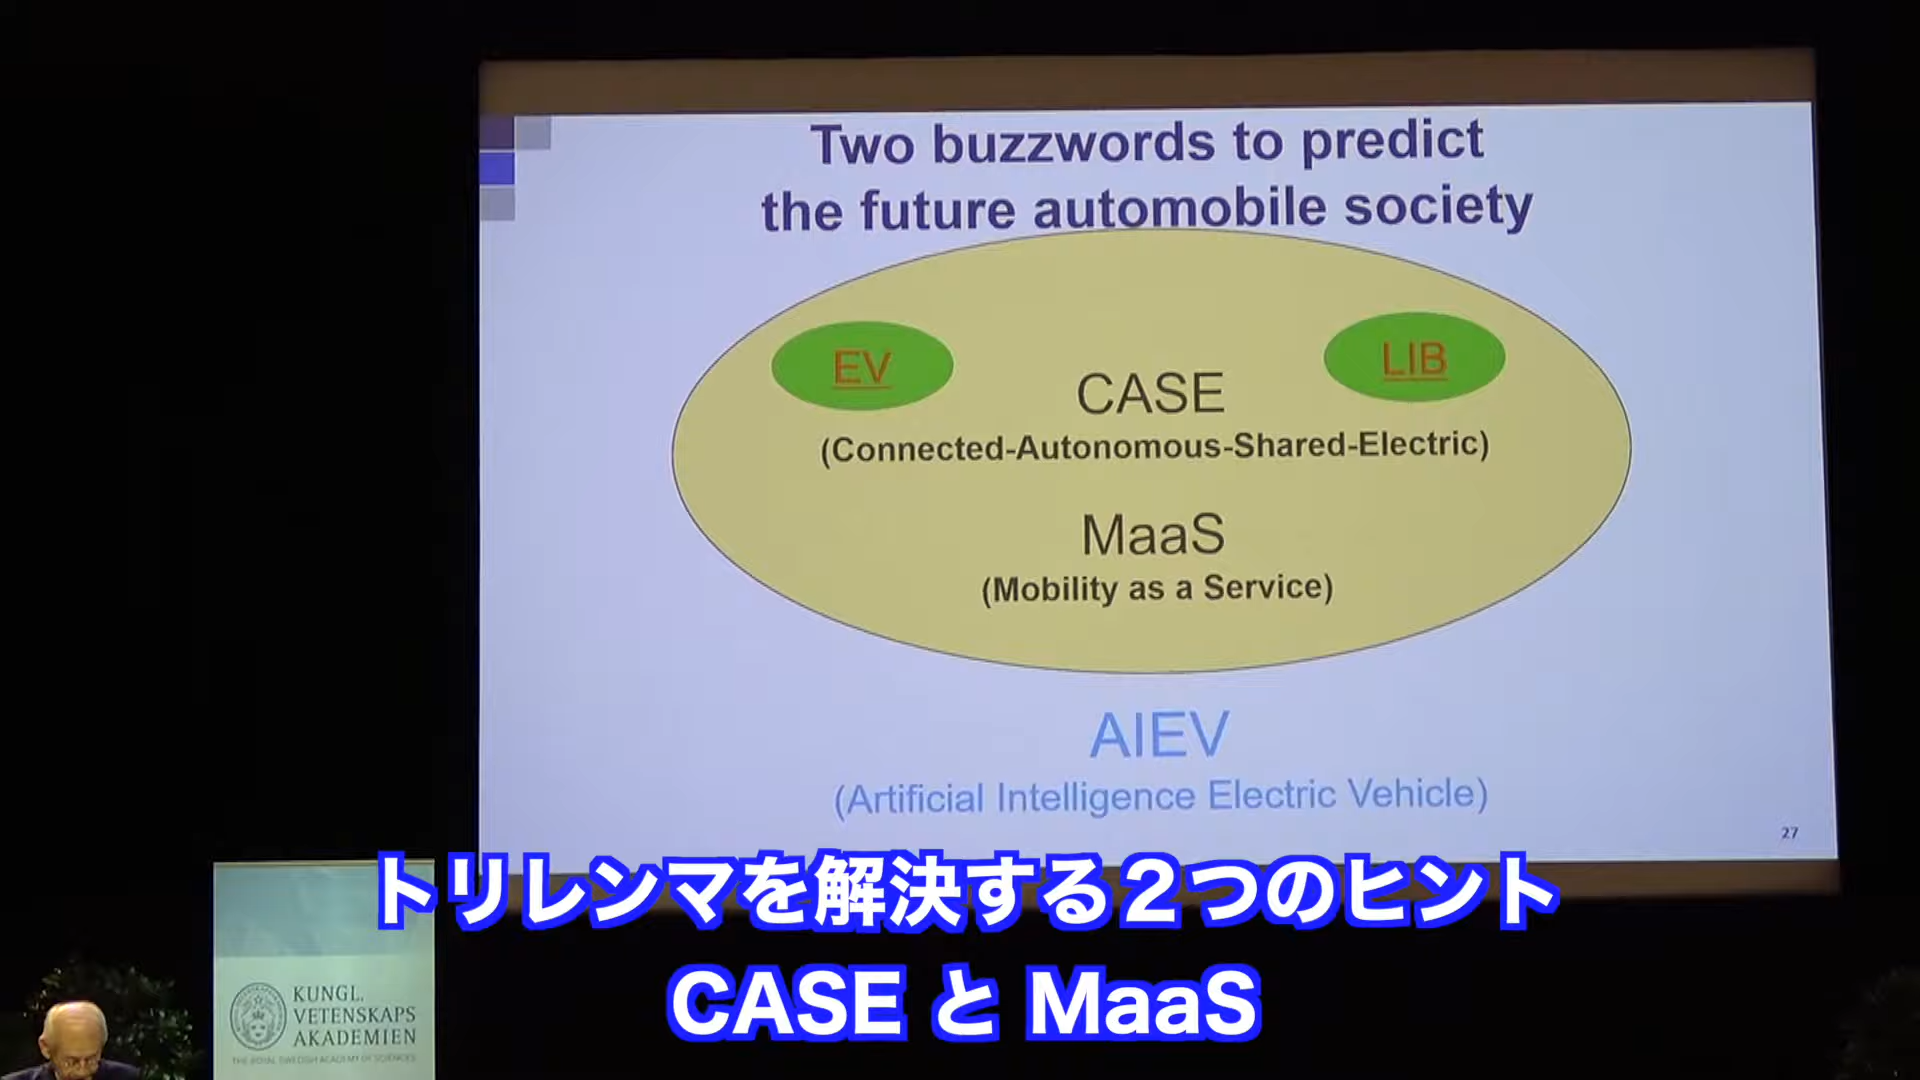 Two buzzwords to predict
the future automobile society
EV
LIB
CASE
(Connected-Autonomous-Shared-Electric)
MaaS
(Mobility as a Service)
AIEV
(Artificial Intelligence Electric Vehicle)
27
トリレンマを解決する２つのヒント
CASE と MaaS
KUNGL.
VETENSKAPS
AKADEMIEN
THE ROYAL SWEDISH ACADEMY OF SCIENCES